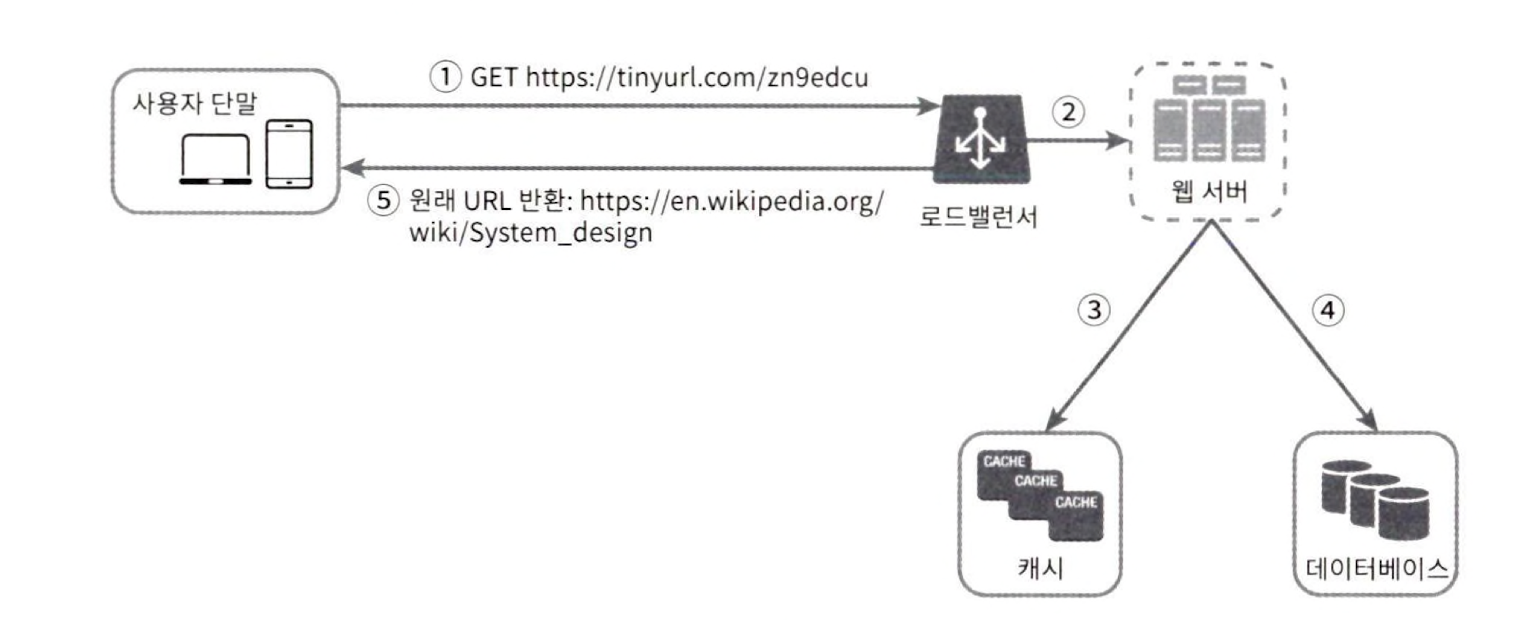 ① GET https://tinyurl.com/zn9edcu
사용자 단말
②
웹 서버
⑤ 원래 URL 반환: https://en.wikipedia.org/
wiki/System_design
로드밸런서
③
④
CACHE
CACHE
CACHE
캐시
데이터베이스